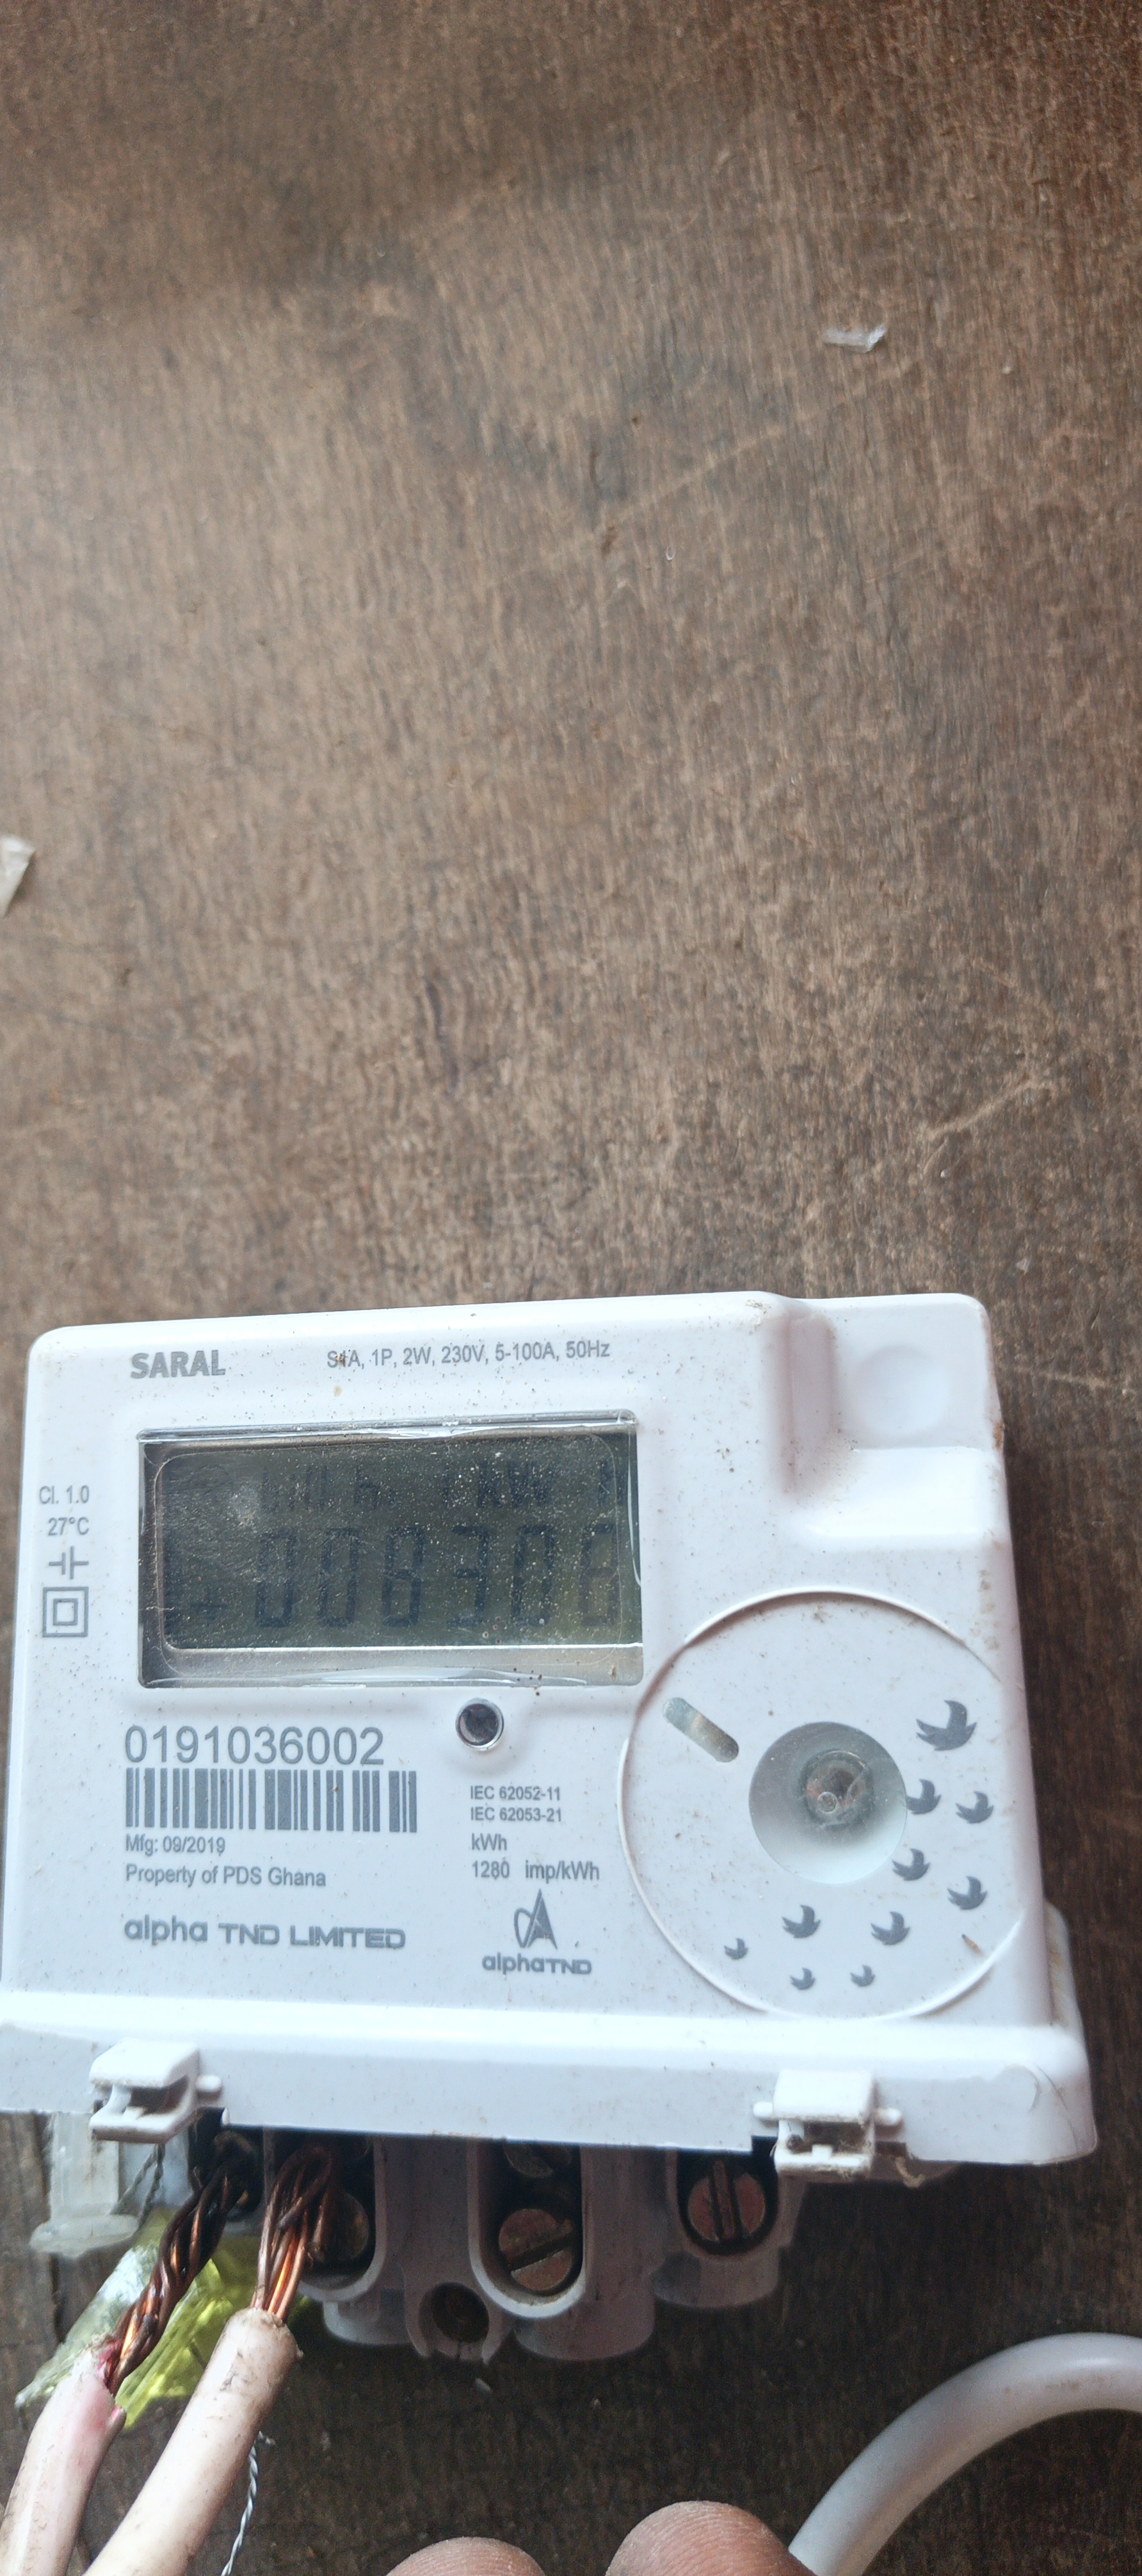 SARAL
S1A, 1P, 2W, 230V, 5-100A, 50Hz
Cl. 1.0
27°C
0191036002
Mfg: 09/2019
Property of PDS Ghana
alpha TND LIMITED
IEC 62052-11
IEC 62053-21
kWh
1280 imp/kWh
alphaTND